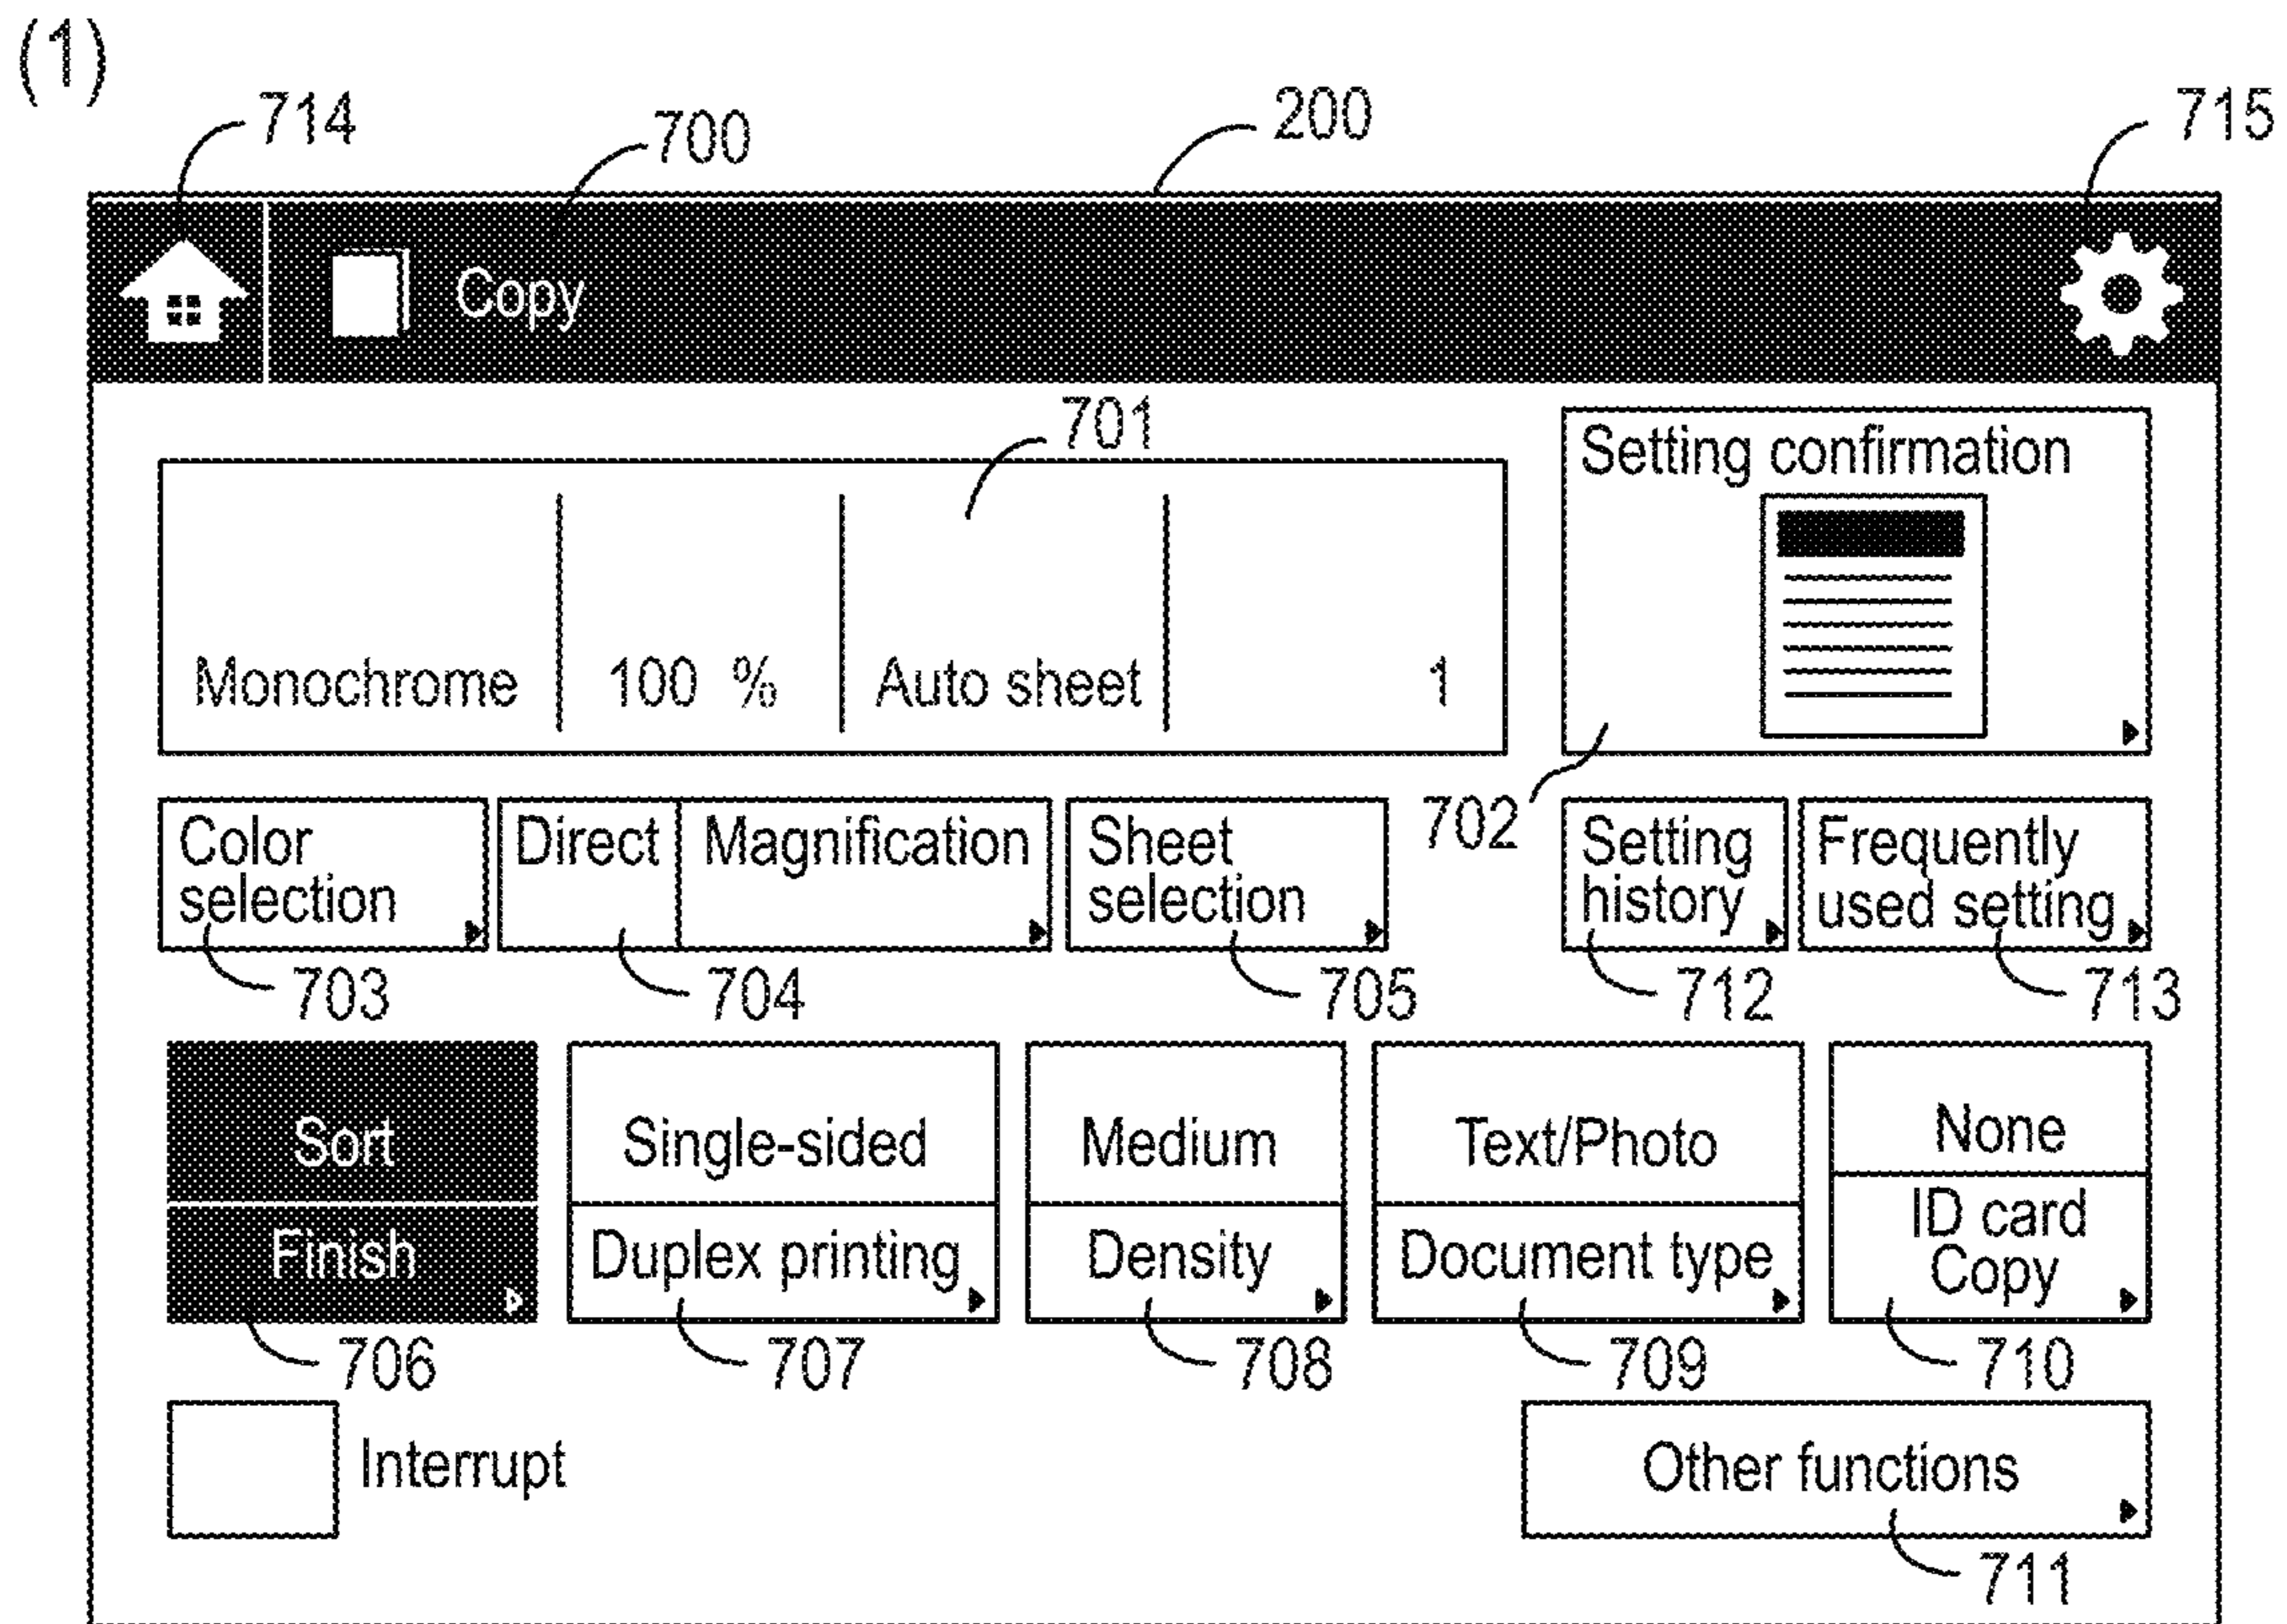 (1)
714
700
200
715
Copy
701
Setting confirmation
Monochrome 100 % Auto sheet 1
702
Color
selection
Direct
Magnification
Sheet
selection
Setting
history
Frequently
used setting
703
704
705
712
713
Sort
Finish
Single-sided
Duplex printing
Medium
Density
Text/Photo
Document type
None
ID card
Copy
706
707
708
709
710
Interrupt
Other functions
711